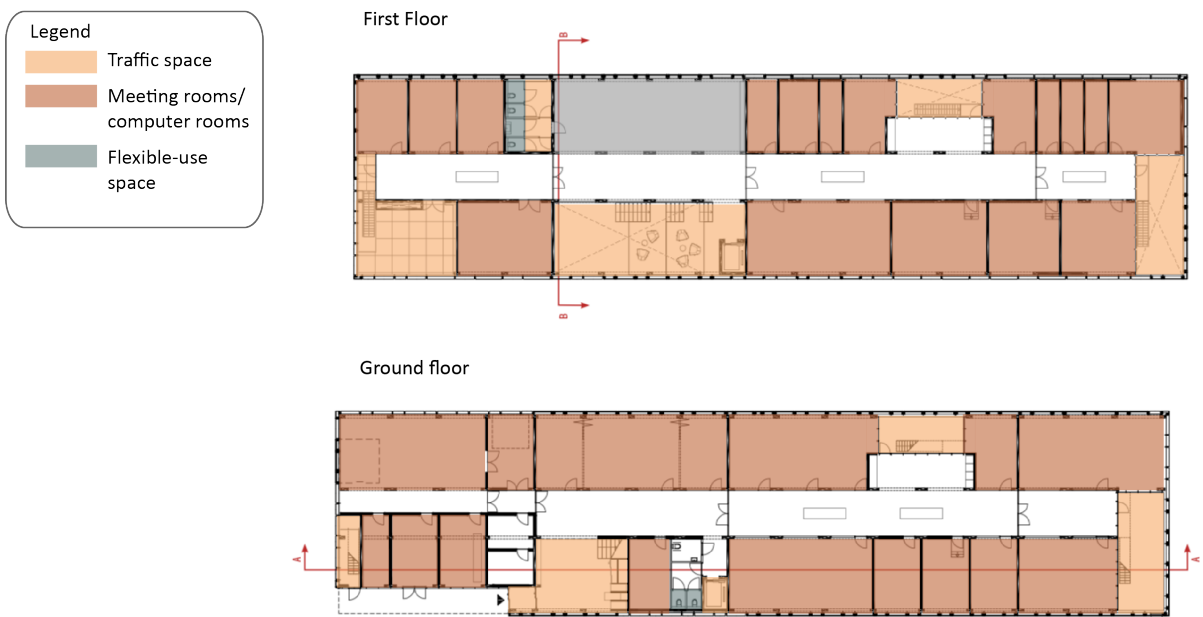 Legend
Traffic space
Meeting rooms/
computer rooms
Flexible-use
space
First Floor
B
B
Ground floor
A
A